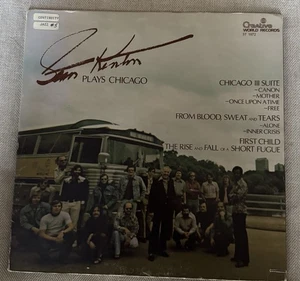 Creative
WORLD RECORDS
ST 1072
Stan Kenton
PLAYS CHICAGO
CHICAGO III SUITE
—CANON
—MOTHER
—ONCE UPON A TIME
—FREE
FROM BLOOD, SWEAT AND TEARS
—ALONE
—INNER CRISIS
FIRST CHILD
THE RISE AND FALL OF A SHORT FUGUE